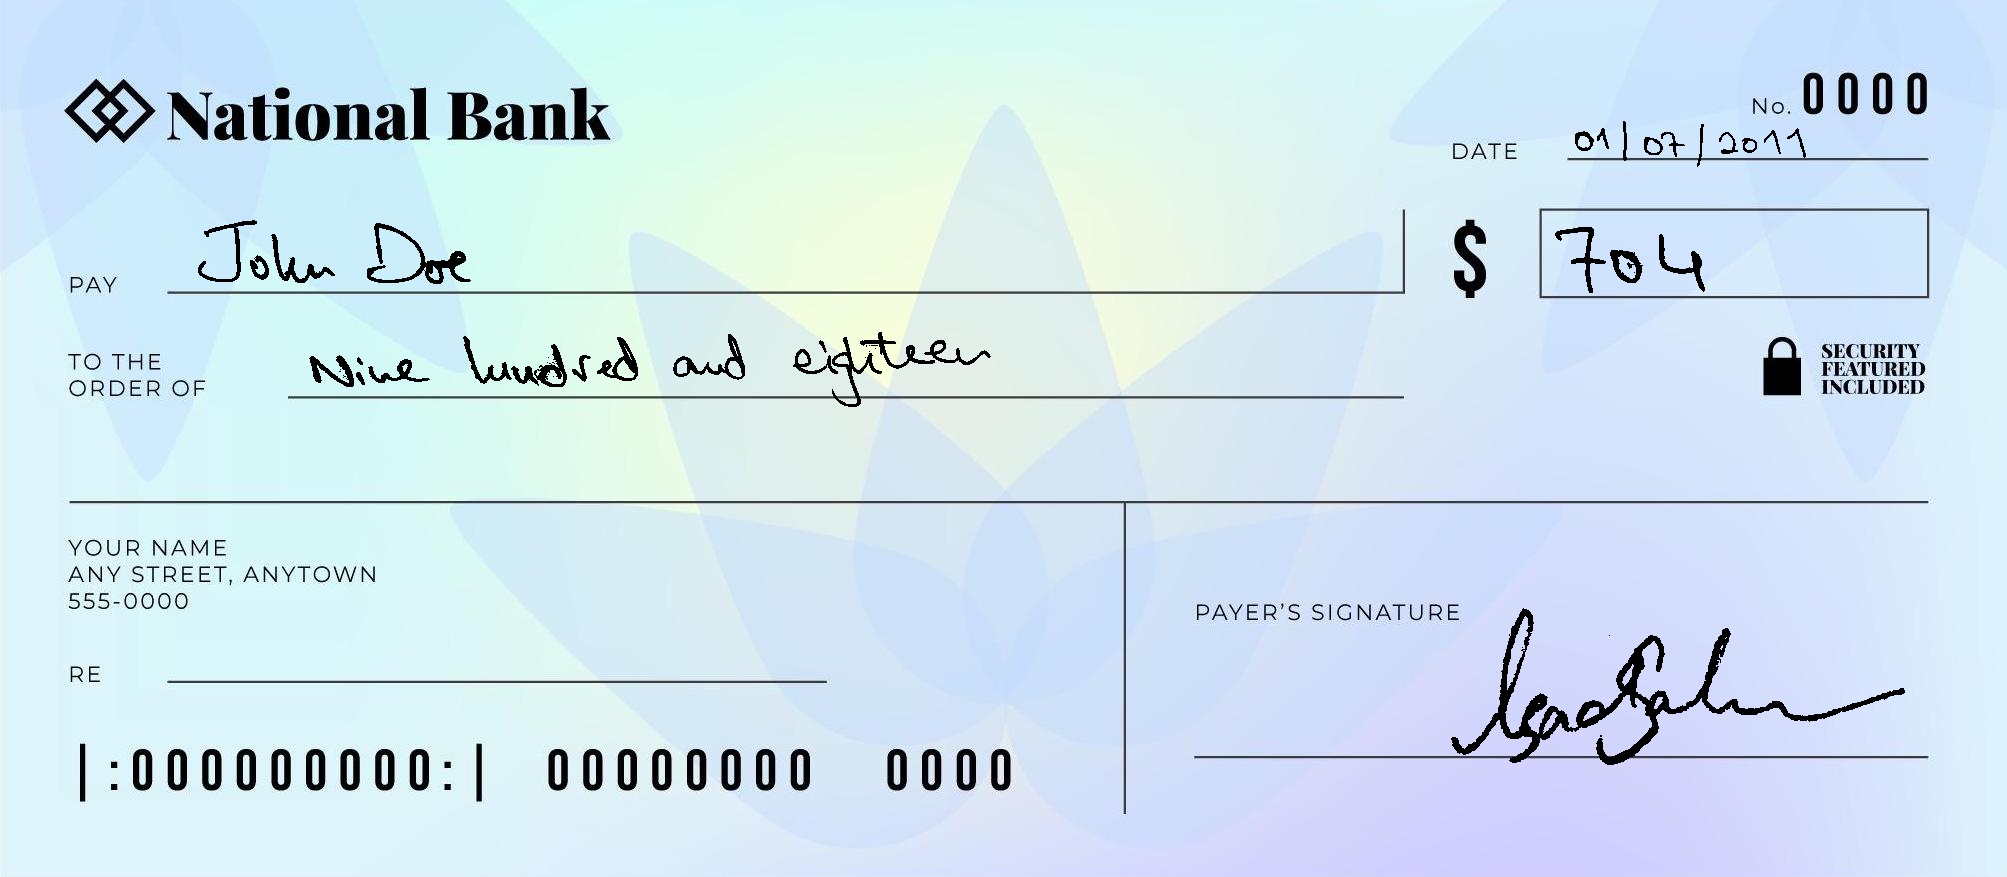 National Bank
No. 0000
DATE 01/07/2011
PAY John Doe $ 704
TO THE
ORDER OF Nine hundred and eighteen
SECURITY
FEATURED
INCLUDED
YOUR NAME
ANY STREET, ANYTOWN
555-0000
PAYER'S SIGNATURE
RE
|:000000000:| 00000000 0000